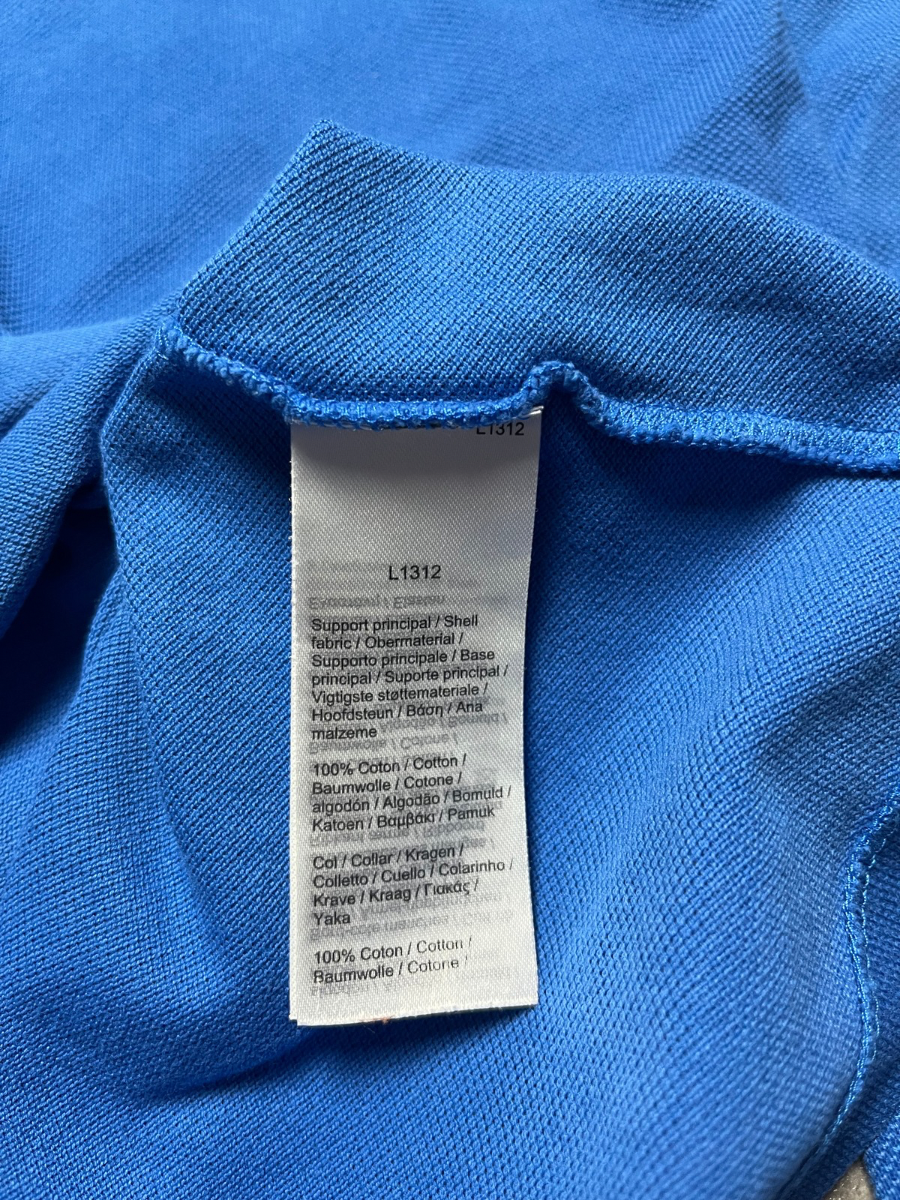 L1312
L1312
Support principal / Shell
fabric / Obermaterial /
Supporto principale / Base
principal / Suporte principal /
Vigtigste støttemateriale /
Hoofdsteun / Βάση / Ana
malzeme
100% Coton / Cotton /
Baumwolle / Cotone /
algodón / Algodão / Bomuld /
Katoen / Βαμβάκι / Pamuk
Col / Collar / Kragen /
Colletto / Cuello / Colarinho /
Krave / Kraag / Γιακάς /
Yaka
100% Coton / Cotton /
Baumwolle / Cotone /